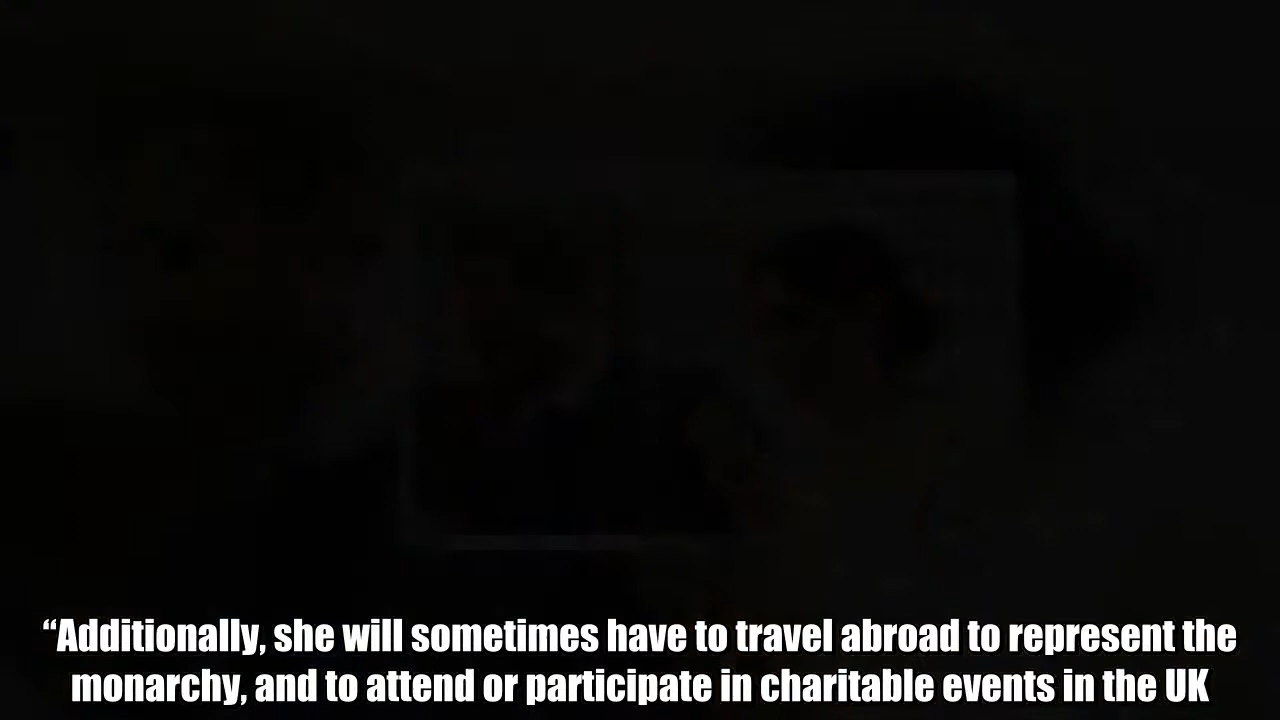 “Additionally, she will sometimes have to travel abroad to represent the
monarchy, and to attend or participate in charitable events in the UK